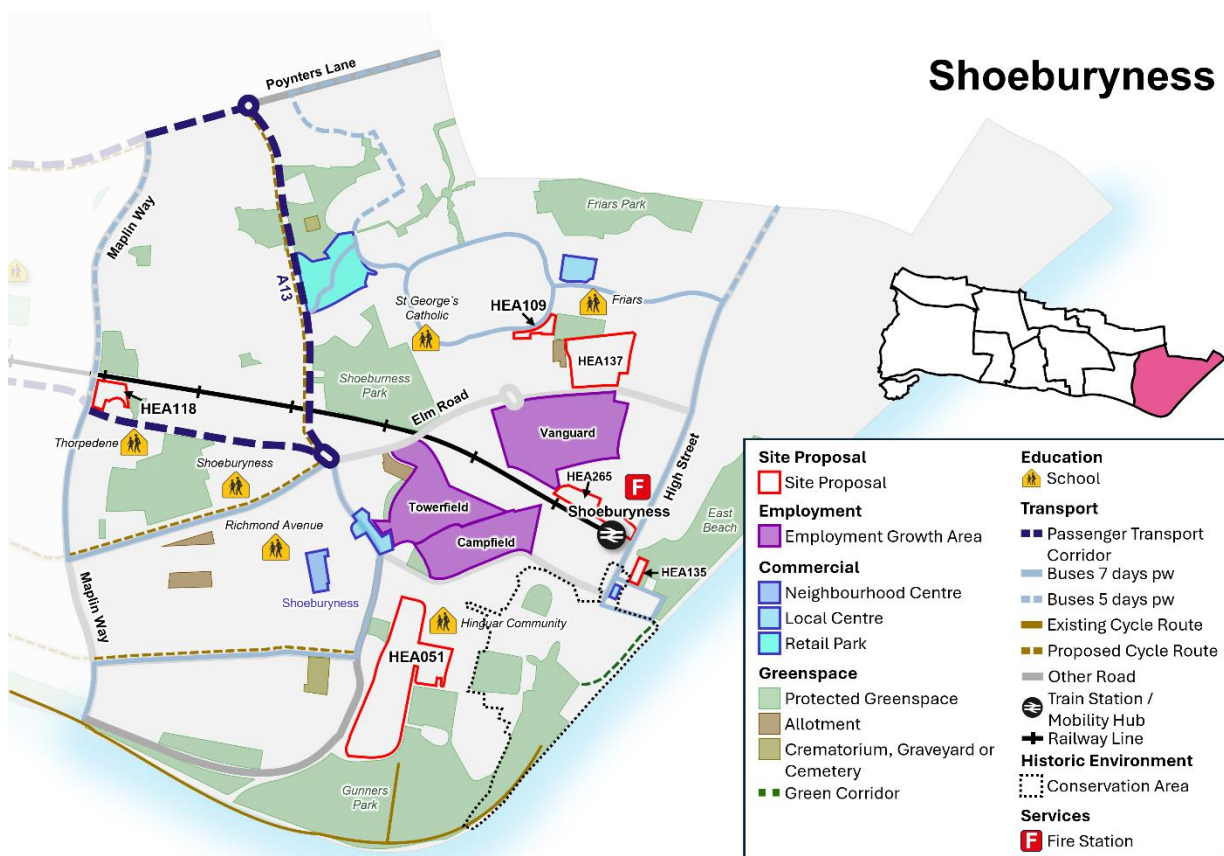 Shoeburyness
Poynters Lane
Maplin Way
A13
Friars Park
St George's
Catholic
HEA109
Friars
HEA137
Shoeburness
Park
HEA118
Elm Road
Vanguard
Thorpedene
Shoeburyness
HEA265
F
Shoeburyness
High Street
East
Beach
Richmond Avenue
Towerfield
Campfield
HEA135
Shoeburyness
Maplin Way
Hinguar Community
HEA051
Gunners
Park
Site Proposal
Site Proposal
Employment
Employment Growth Area
Commercial
Neighbourhood Centre
Local Centre
Retail Park
Greenspace
Protected Greenspace
Allotment
Crematorium, Graveyard or
Cemetery
Green Corridor
Education
School
Transport
Passenger Transport
Corridor
Buses 7 days pw
Buses 5 days pw
Existing Cycle Route
Proposed Cycle Route
Other Road
Train Station /
Mobility Hub
Railway Line
Historic Environment
Conservation Area
Services
F Fire Station